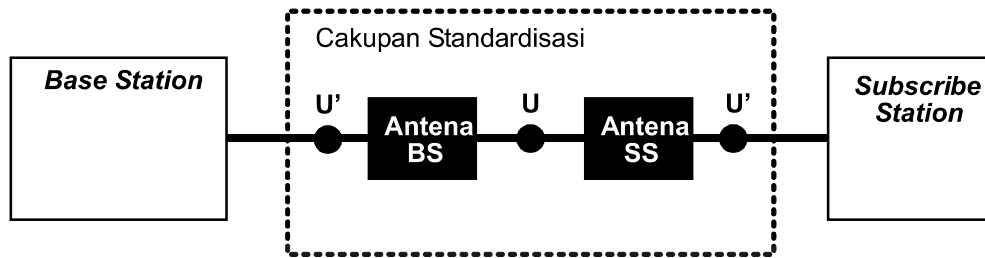 Cakupan Standardisasi
Base Station
U’
Antena
BS
U
Antena
SS
U’
Subscribe
Station